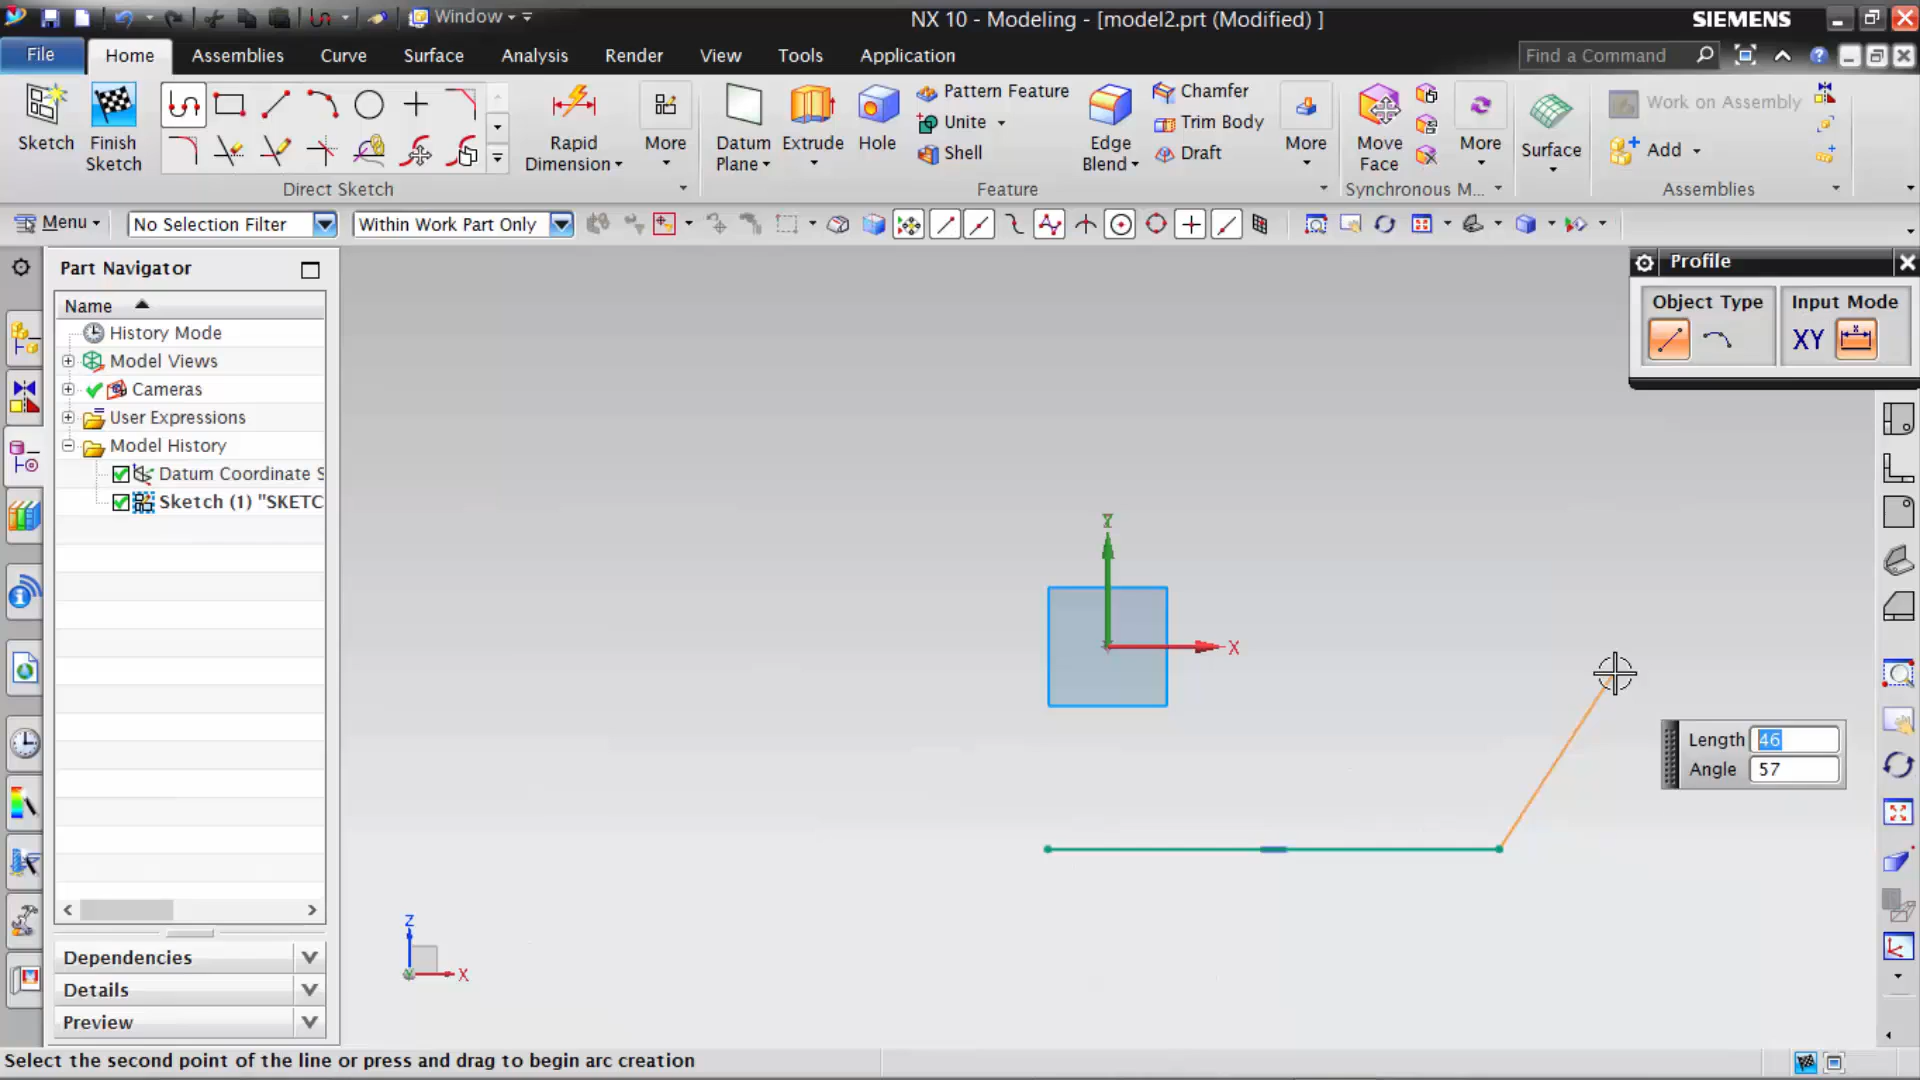 Window
NX 10 - Modeling - [model2.prt (Modified) ]
SIEMENS
File
Home
Assemblies
Curve
Surface
Analysis
Render
View
Tools
Application
Find a Command
Sketch
Finish Sketch
Direct Sketch
Rapid Dimension
More
Datum Plane
Extrude
Hole
Pattern Feature
Unite
Shell
Edge Blend
Chamfer
Trim Body
Draft
More
Feature
Move Face
More
Synchronous M...
Surface
Work on Assembly
Add
Assemblies
Menu
No Selection Filter
Within Work Part Only
Part Navigator
Name
History Mode
Model Views
Cameras
User Expressions
Model History
Datum Coordinate S
Sketch (1) "SKETC
Dependencies
Details
Preview
Profile
Object Type
Input Mode
XY
X
Length 46
Angle 57
Z
X
Select the second point of the line or press and drag to begin arc creation